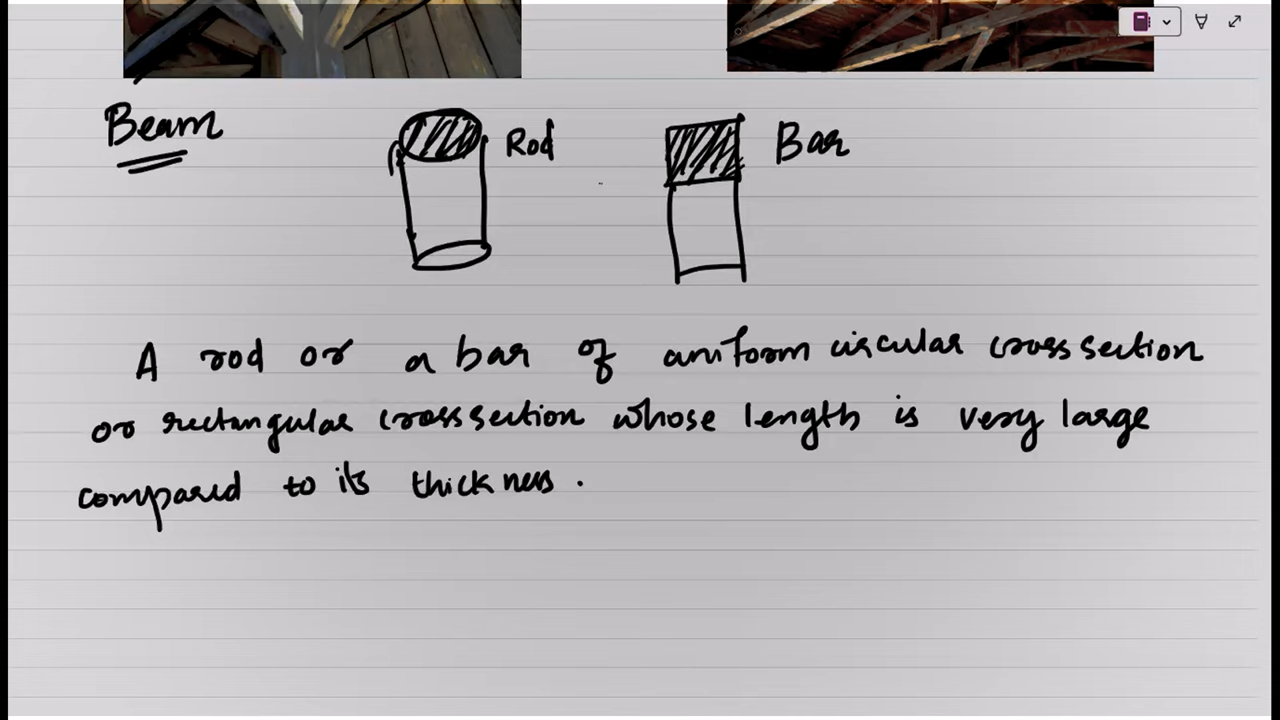 Beam
Rod
Bar
A rod or a bar of uniform circular cross section
or rectangular cross section whose length is very large
compared to its thickness.